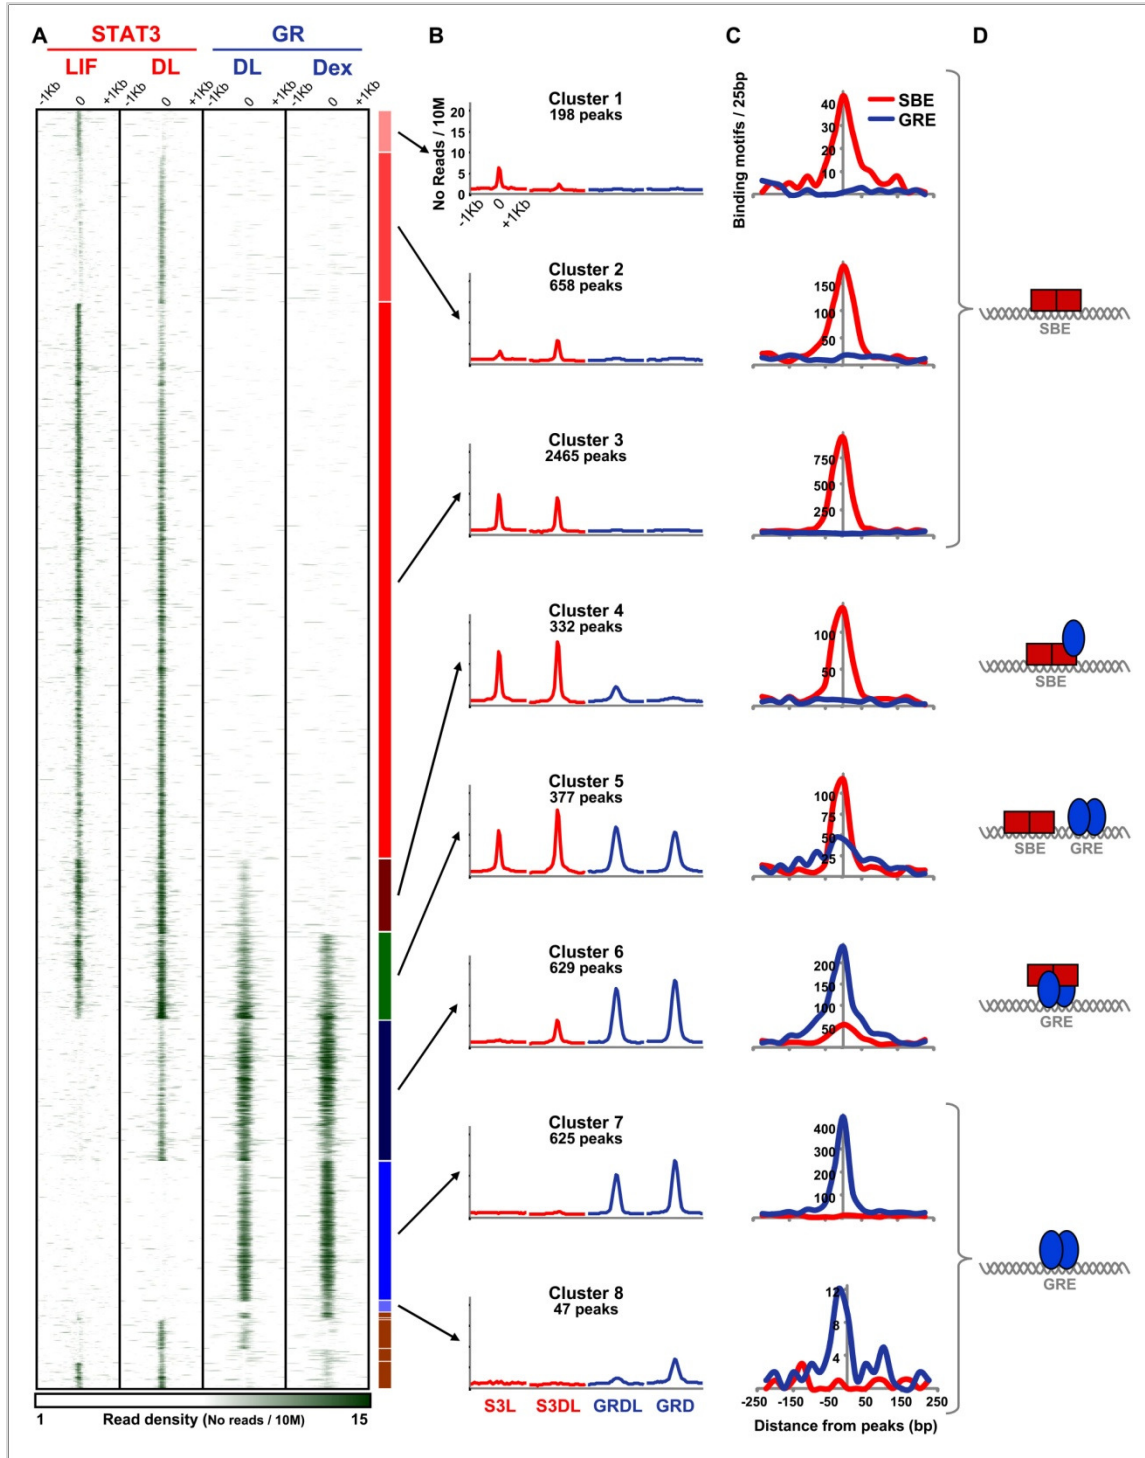 A
STAT3
GR
LIF
DL
DL
Dex
-1Kb
0
+1Kb
-1Kb
0
+1Kb
-1Kb
0
+1Kb
-1Kb
0
+1Kb
1
Read density (No reads / 10M)
15
B
No Reads / 10M
20
15
10
5
0
-1Kb
0
+1Kb
Cluster 1
198 peaks
Cluster 2
658 peaks
Cluster 3
2465 peaks
Cluster 4
332 peaks
Cluster 5
377 peaks
Cluster 6
629 peaks
Cluster 7
625 peaks
Cluster 8
47 peaks
S3L
S3DL
GRDL
GRD
C
Binding motifs / 25bp
SBE
GRE
40
30
20
10
150
100
50
750
500
250
100
50
100
75
50
25
200
150
100
50
400
300
200
100
12
8
4
-250
-150
-50
50
150
250
Distance from peaks (bp)
D
SBE
SBE
SBE
GRE
GRE
GRE